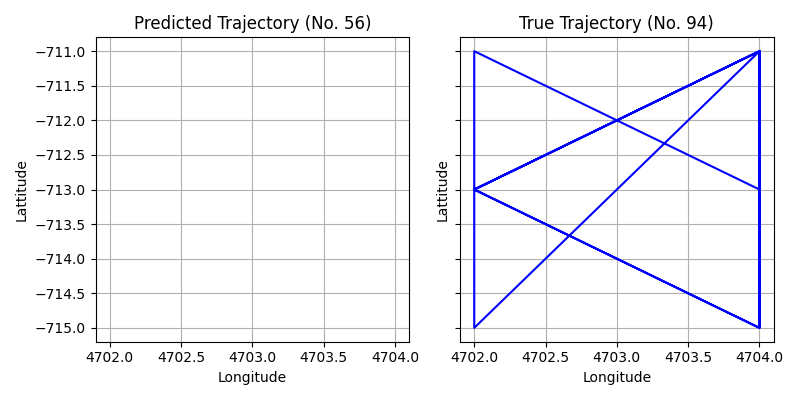 Predicted Trajectory (No. 56)
True Trajectory (No. 94)
−711.0
−711.5
−712.0
−712.5
−713.0
−713.5
−714.0
−714.5
−715.0
Lattitude
Lattitude
4702.0 4702.5 4703.0 4703.5 4704.0
4702.0 4702.5 4703.0 4703.5 4704.0
Longitude
Longitude